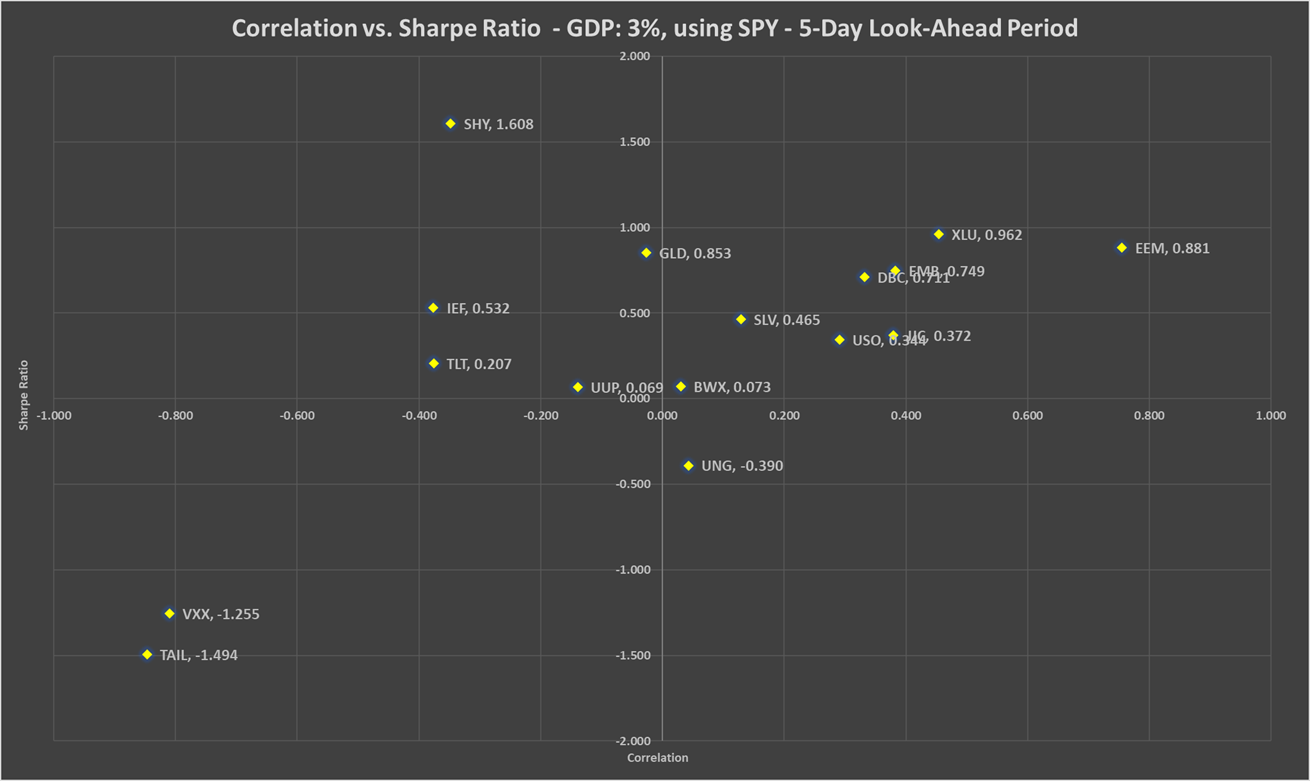 Correlation vs. Sharpe Ratio - GDP: 3%, using SPY - 5-Day Look-Ahead Period
2.000
SHY, 1.608
1.500
1.000
XLU, 0.962
EEM, 0.881
GLD, 0.853
EMB, 0.749
DBC, 0.711
0.500
IEF, 0.532
SLV, 0.465
JJC, 0.372
USO, 0.344
TLT, 0.207
UUP, 0.069
BWX, 0.073
0.000
Sharpe Ratio
-1.000 -0.800 -0.600 -0.400 -0.200 0.000 0.200 0.400 0.600 0.800 1.000
UNG, -0.390
-0.500
-1.000
VXX, -1.255
TAIL, -1.494
-1.500
-2.000
Correlation